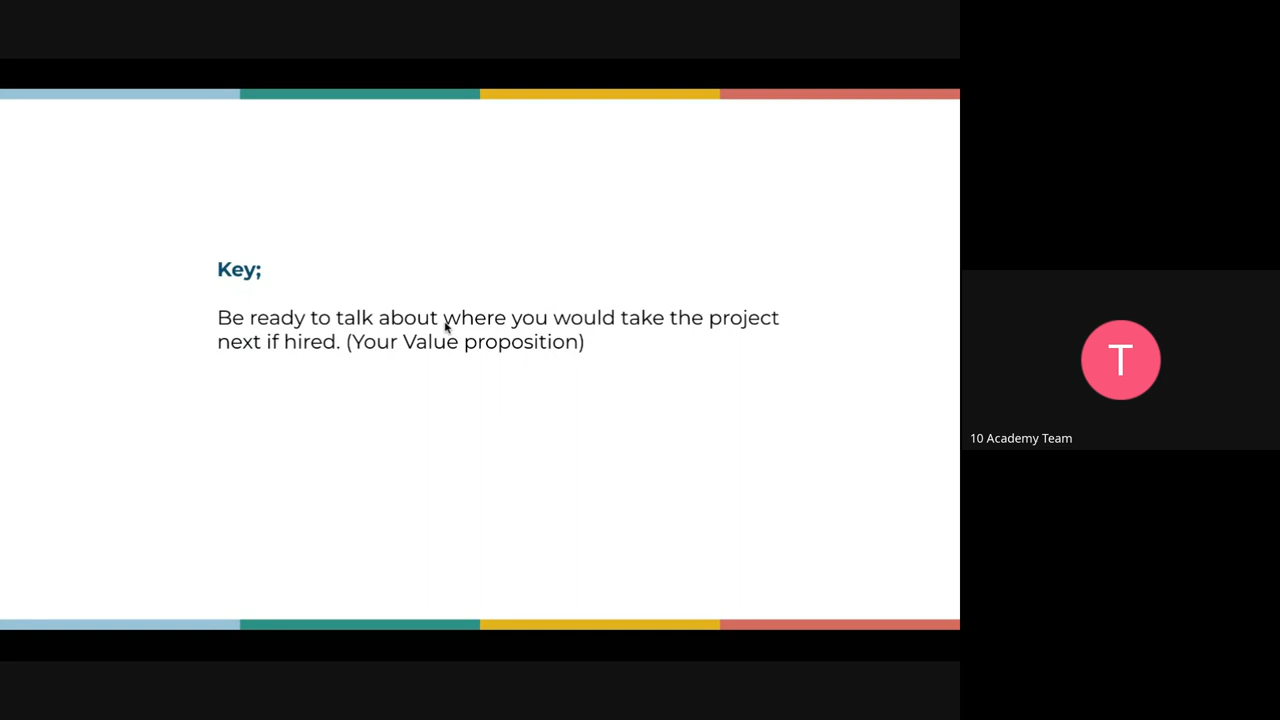 Key;
Be ready to talk about where you would take the project
next if hired. (Your Value proposition)
T
10 Academy Team